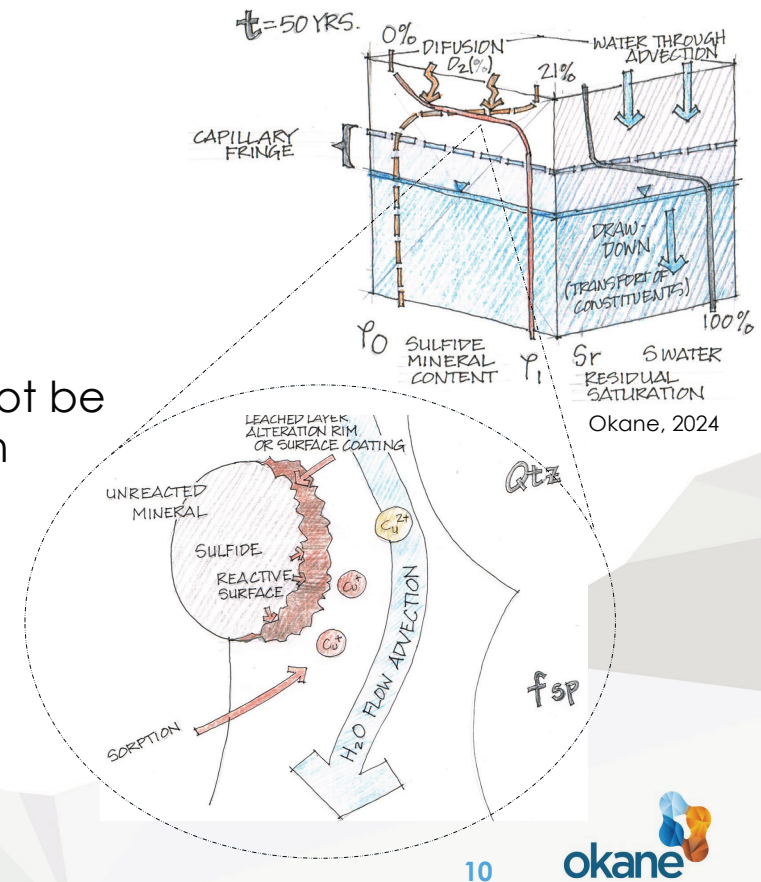 t=50 YRS.
0%
DIFUSION
O₂(%)
21%
WATER THROUGH
ADVECTION
CAPILLARY
FRINGE
DRAW-
DOWN
(TRANSPORT OF
CONSTITUENTS)
100%
φ0
SULFIDE
MINERAL
CONTENT
φ1
Sr
S WATER
RESIDUAL
SATURATION
Okane, 2024
ot be
LEACHED LAYER
ALTERATION RIM
OR SURFACE COATING
UNREACTED
MINERAL
SULFIDE
REACTIVE
SURFACE
Cu²⁺
Cu⁺
Cu⁺
Qtz
fsp
SORPTION
H₂O FLOW ADVECTION
10
okane